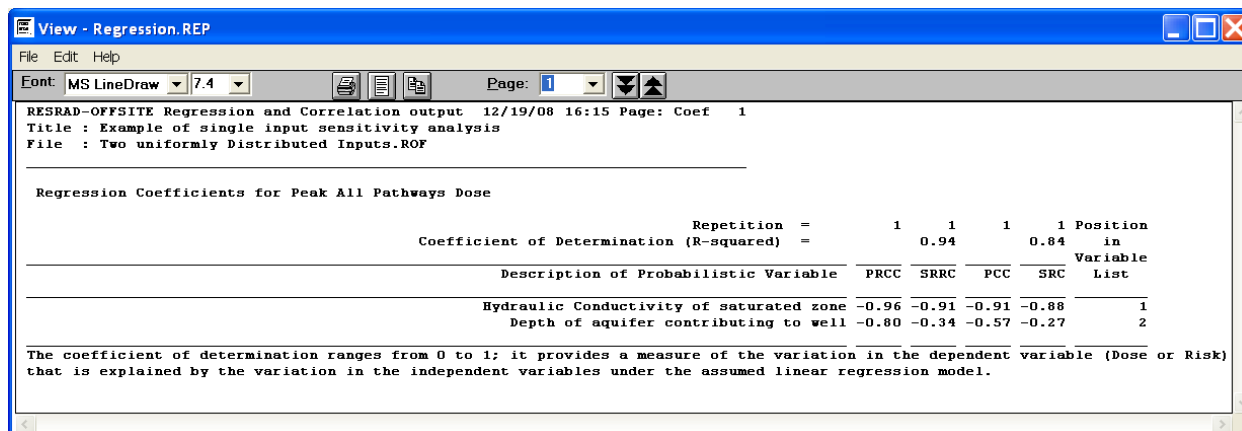 View - Regression.REP
File Edit Help
Font: MS LineDraw 7.4 Page: 1
RESRAD-OFFSITE Regression and Correlation output 12/19/08 16:15 Page: Coef 1
Title : Example of single input sensitivity analysis
File : Two uniformly Distributed Inputs.ROF
Regression Coefficients for Peak All Pathways Dose
Repetition = 1 1 1 1 Position
Coefficient of Determination (R-squared) = 0.94 0.84 in
Variable
Description of Probabilistic Variable PRCC SRRC PCC SRC List
Hydraulic Conductivity of saturated zone -0.96 -0.91 -0.91 -0.88 1
Depth of aquifer contributing to well -0.80 -0.34 -0.57 -0.27 2
The coefficient of determination ranges from 0 to 1; it provides a measure of the variation in the dependent variable (Dose or Risk)
that is explained by the variation in the independent variables under the assumed linear regression model.